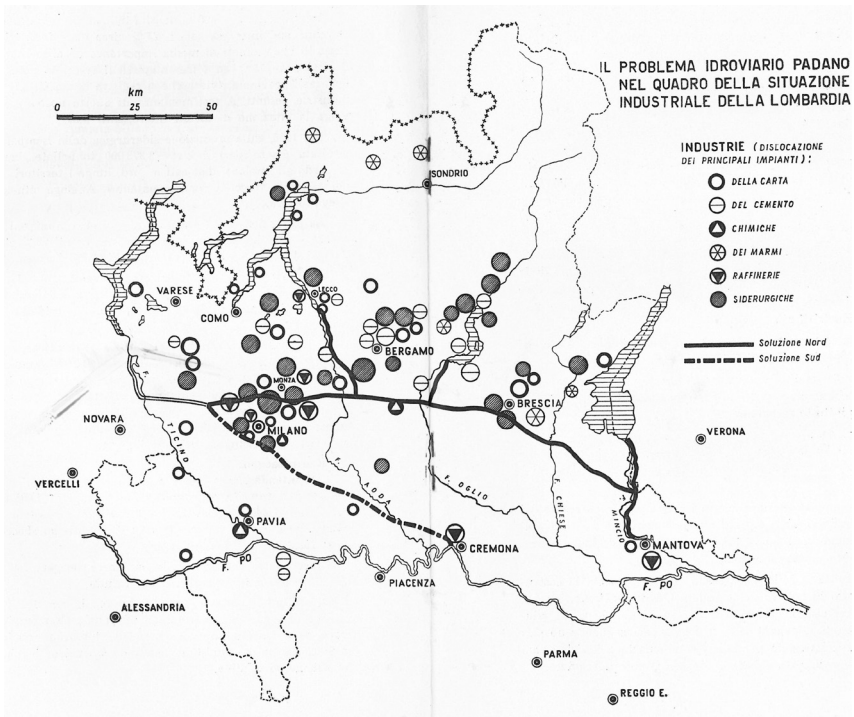 IL PROBLEMA IDROVIARIO PADANO
NEL QUADRO DELLA SITUAZIONE
INDUSTRIALE DELLA LOMBARDIA
km
0 25 50
INDUSTRIE (DISLOCAZIONE
DEI PRINCIPALI IMPIANTI):
DELLA CARTA
DEL CEMENTO
CHIMICHE
DEI MARMI
RAFFINERIE
SIDERURGICHE
Soluzione Nord
Soluzione Sud
SONDRIO
VARESE
LECCO
COMO
BERGAMO
MONZA
BRESCIA
NOVARA
MILANO
VERONA
VERCELLI
F.
TICINO
F. ADDA
F. OGLIO
F. CHIESE
MINCIO
PAVIA
CREMONA
MANTOVA
F. PO
PIACENZA
F. PO
ALESSANDRIA
PARMA
REGGIO E.